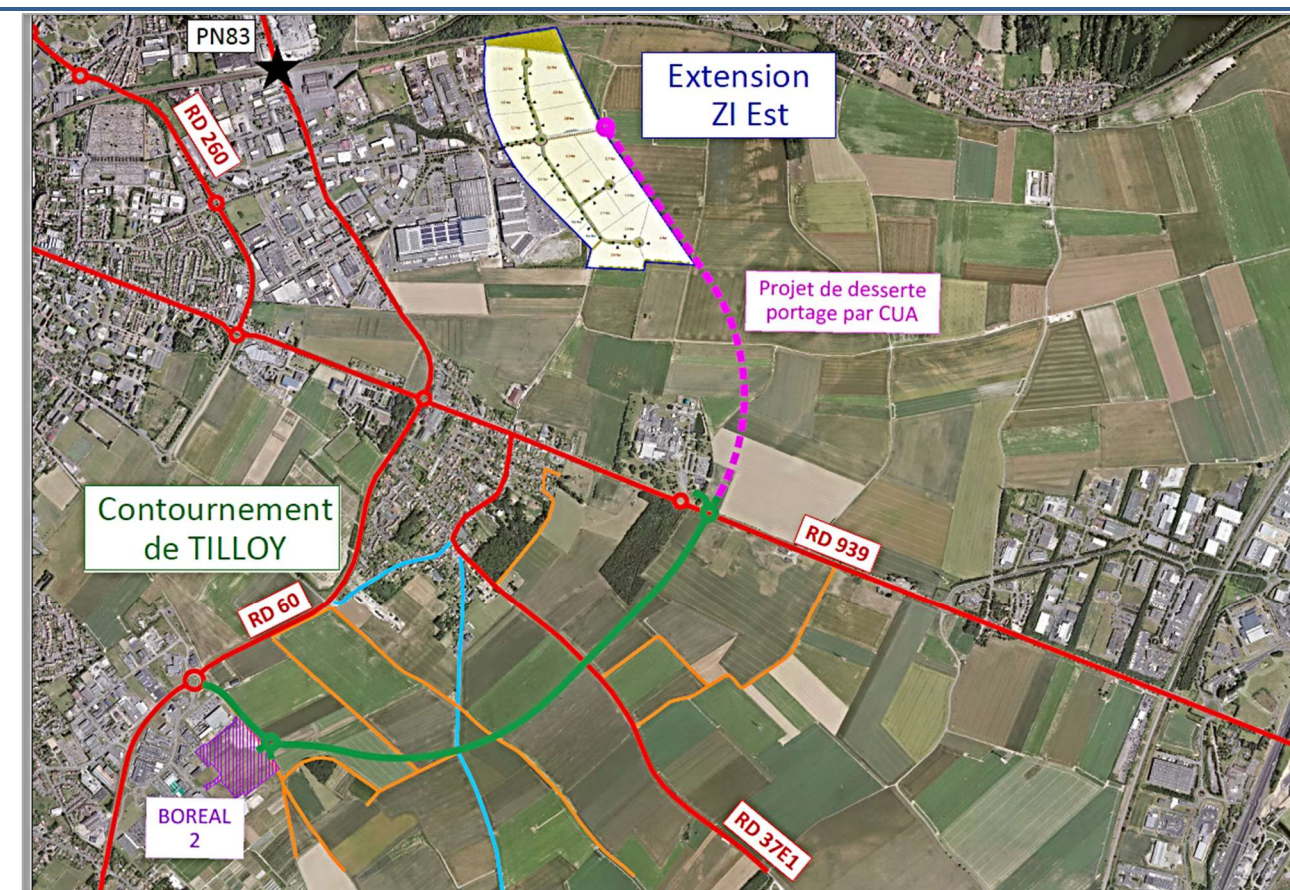 PN83
Extension
ZI Est
RD 260
Projet de desserte
portage par CUA
Contournement
de TILLOY
RD 939
RD 60
BOREAL
2
RD 37E1